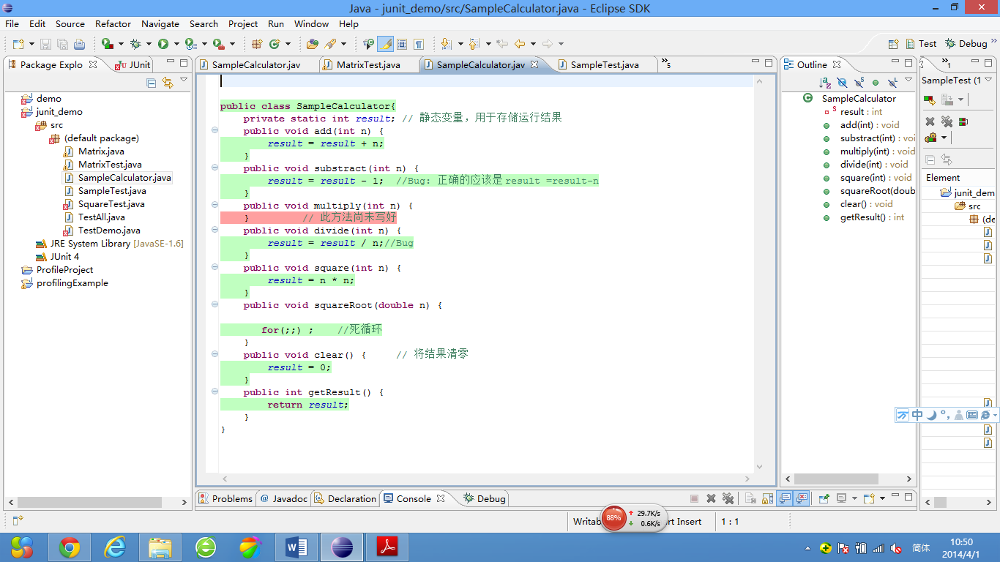 Java - junit_demo/src/SampleCalculator.java - Eclipse SDK
File Edit Source Refactor Navigate Search Project Run Window Help
Test Debug
Package Explo JUnit
SampleCalculator.jav MatrixTest.java SampleCalculator.jav SampleTest.java 5
Outline
1
demo
junit_demo
src
(default package)
Matrix.java
MatrixTest.java
SampleCalculator.java
SampleTest.java
SquareTest.java
TestAll.java
TestDemo.java
JRE System Library [JavaSE-1.6]
JUnit 4
ProfileProject
profilingExample
public class SampleCalculator{
private static int result; // 静态变量，用于存储运行结果
public void add(int n) {
result = result + n;
}
public void substract(int n) {
result = result - 1; //Bug: 正确的应该是result =result-n
}
public void multiply(int n) {
} // 此方法尚未写好
public void divide(int n) {
result = result / n;//Bug
}
public void square(int n) {
result = n * n;
}
public void squareRoot(double n) {
for(;;) ; //死循环
}
public void clear() { // 将结果清零
result = 0;
}
public int getResult() {
return result;
}
}
SampleCalculator
result : int
add(int) : void
substract(int) : voi
multiply(int) : void
divide(int) : void
square(int) : void
squareRoot(doub
clear() : void
getResult() : int
SampleTest (1
Element
junit_dem
src
(de
中
Problems @ Javadoc Declaration Console Debug
Writab rt Insert 1 : 1
88% 29.7K/s
0.6K/s
简体
10:50
2014/4/1